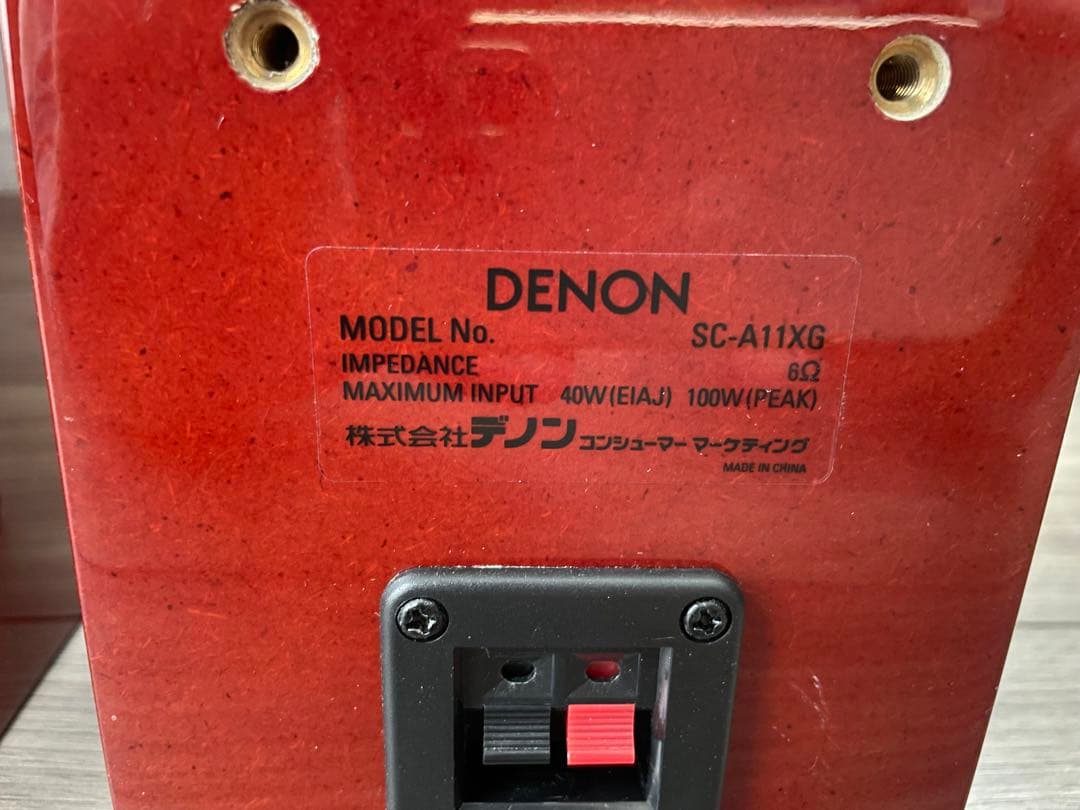 DENON
MODEL No. SC-A11XG
IMPEDANCE 6Ω
MAXIMUM INPUT 40W(EIAJ) 100W(PEAK)
株式会社デノン コンシューマー マーケティング
MADE IN CHINA